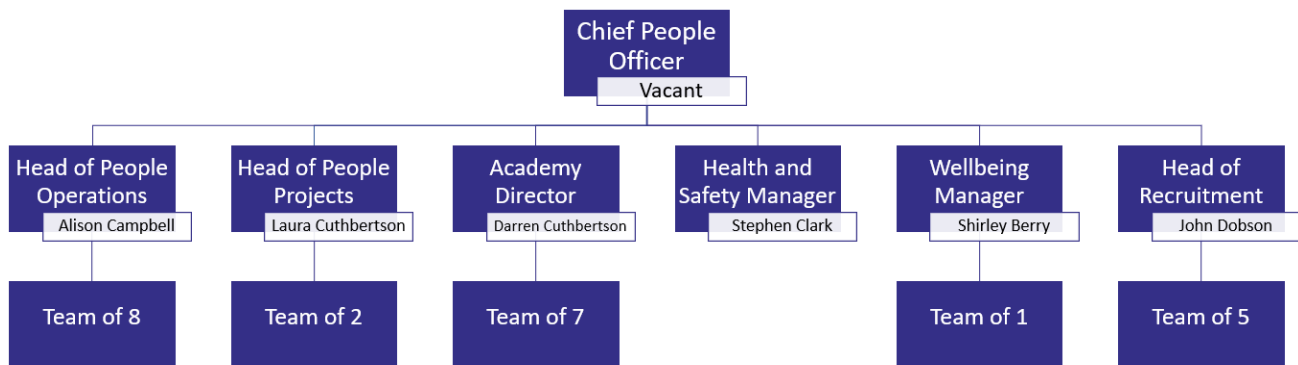 Chief People
Officer
Vacant
Head of People
Operations
Alison Campbell
Head of People
Projects
Laura Cuthbertson
Academy
Director
Darren Cuthbertson
Health and
Safety Manager
Stephen Clark
Wellbeing
Manager
Shirley Berry
Head of
Recruitment
John Dobson
Team of 8
Team of 2
Team of 7
Team of 1
Team of 5